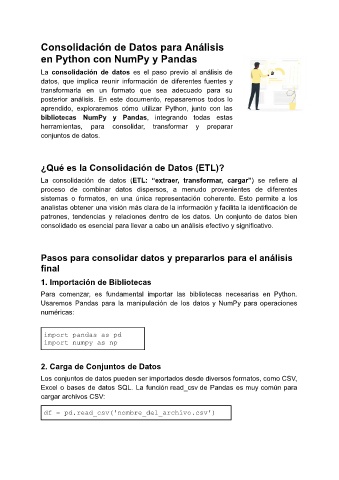 Consolidación de Datos para Análisis
en Python con NumPy y Pandas
La consolidación de datos es el paso previo al análisis de
datos, que implica reunir información de diferentes fuentes y
transformarla en un formato que sea adecuado para su
posterior análisis. En este documento, repasaremos todo lo
aprendido, exploraremos cómo utilizar Python, junto con las
bibliotecas NumPy y Pandas, integrando todas estas
herramientas, para consolidar, transformar y preparar
conjuntos de datos.
¿Qué es la Consolidación de Datos (ETL)?
La consolidación de datos (ETL: “extraer, transformar, cargar”) se refiere al
proceso de combinar datos dispersos, a menudo provenientes de diferentes
sistemas o formatos, en una única representación coherente. Esto permite a los
analistas obtener una visión más clara de la información y facilita la identificación de
patrones, tendencias y relaciones dentro de los datos. Un conjunto de datos bien
consolidado es esencial para llevar a cabo un análisis efectivo y significativo.
Pasos para consolidar datos y prepararlos para el análisis
final
1. Importación de Bibliotecas
Para comenzar, es fundamental importar las bibliotecas necesarias en Python.
Usaremos Pandas para la manipulación de los datos y NumPy para operaciones
numéricas:
import pandas as pd
import numpy as np
2. Carga de Conjuntos de Datos
Los conjuntos de datos pueden ser importados desde diversos formatos, como CSV,
Excel o bases de datos SQL. La función read_csv de Pandas es muy común para
cargar archivos CSV:
df = pd.read_csv('nombre_del_archivo.csv')